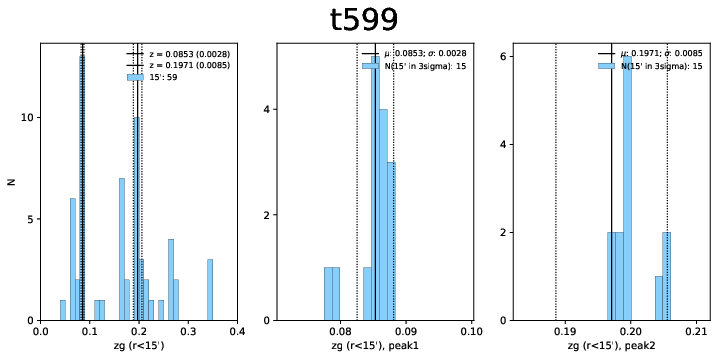 t599
z = 0.0853 (0.0028)
z = 0.1971 (0.0085)
15': 59
N
10
5
0
0.0 0.1 0.2 0.3 0.4
zg (r<15')
μ: 0.0853; σ: 0.0028
N(15' in 3sigma): 15
4
2
0
0.08 0.09 0.10
zg (r<15'), peak1
μ: 0.1971; σ: 0.0085
N(15' in 3sigma): 15
6
4
2
0
0.19 0.20 0.21
zg (r<15'), peak2